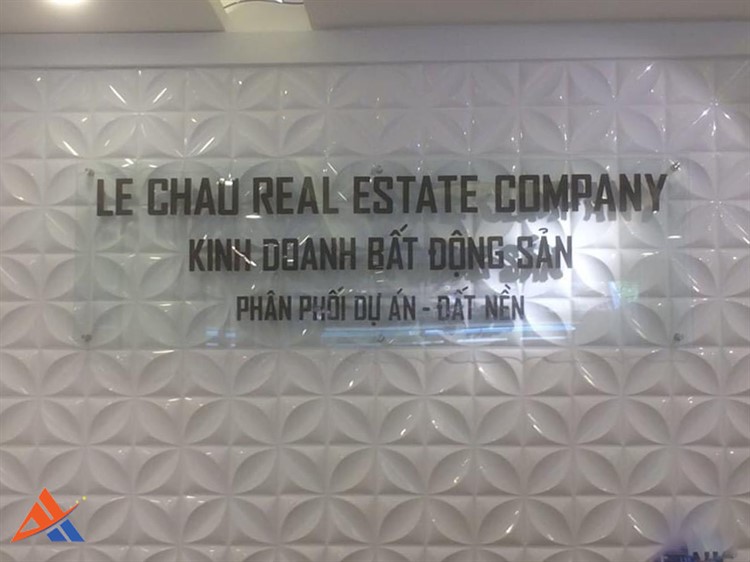 LE CHAU REAL ESTATE COMPANY
KINH DOANH BẤT ĐỘNG SẢN
PHÂN PHỐI DỰ ÁN - ĐẤT NỀN